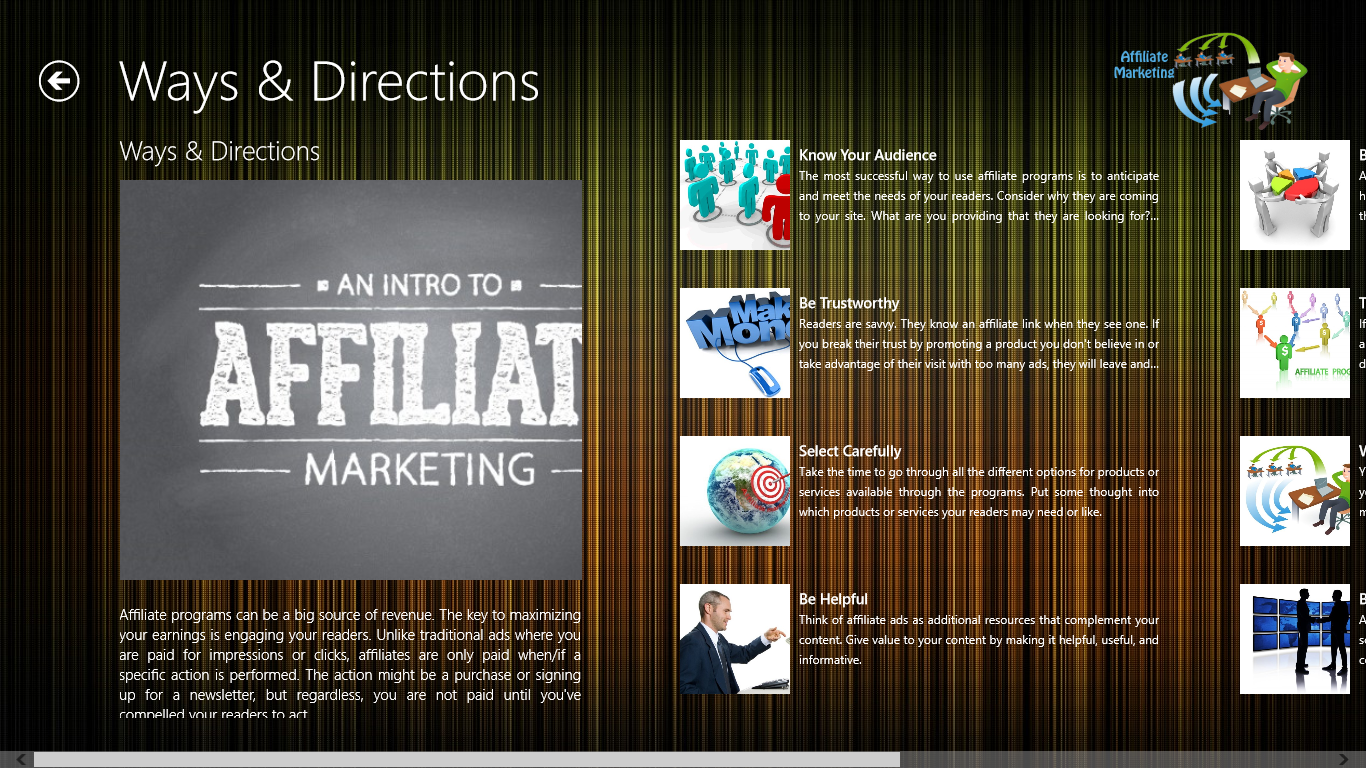 Ways & Directions
Affiliate
Marketing
Ways & Directions
AN INTRO TO
AFFILIAT
MARKETING
Affiliate programs can be a big source of revenue. The key to maximizing
your earnings is engaging your readers. Unlike traditional ads where you
are paid for impressions or clicks, affiliates are only paid when/if a
specific action is performed. The action might be a purchase or signing
up for a newsletter, but regardless, you are not paid until you've
compelled your readers to act
Know Your Audience
The most successful way to use affiliate programs is to anticipate
and meet the needs of your readers. Consider why they are coming
to your site. What are you providing that they are looking for?...
Mak
Mon
Be Trustworthy
Readers are savvy. They know an affiliate link when they see one. If
you break their trust by promoting a product you don't believe in or
take advantage of their visit with too many ads, they will leave and...
Select Carefully
Take the time to go through all the different options for products or
services available through the programs. Put some thought into
which products or services your readers may need or like.
Be Helpful
Think of affiliate ads as additional resources that complement your
content. Give value to your content by making it helpful, useful, and
informative.
AFFILIATE PROG